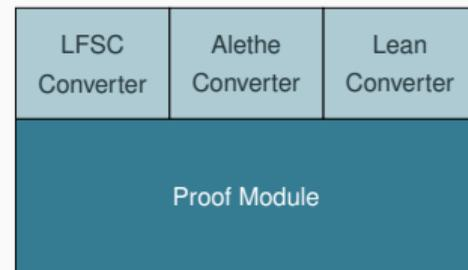 LFSC
Converter
Alethe
Converter
Lean
Converter
Proof Module